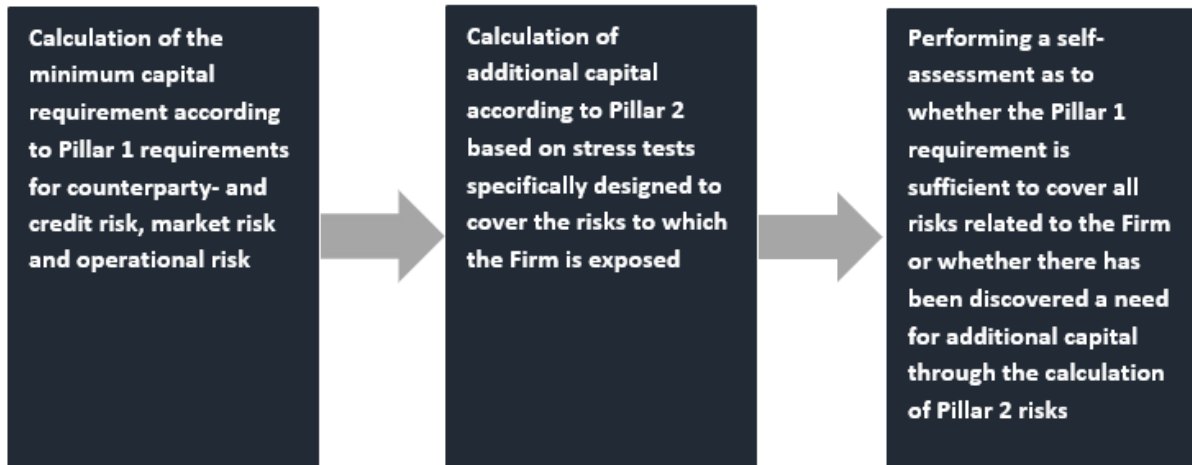 Calculation of the
minimum capital
requirement according
to Pillar 1 requirements
for counterparty- and
credit risk, market risk
and operational risk
Calculation of
additional capital
according to Pillar 2
based on stress tests
specifically designed to
cover the risks to which
the Firm is exposed
Performing a self-
assessment as to
whether the Pillar 1
requirement is
sufficient to cover all
risks related to the Firm
or whether there has
been discovered a need
for additional capital
through the calculation
of Pillar 2 risks